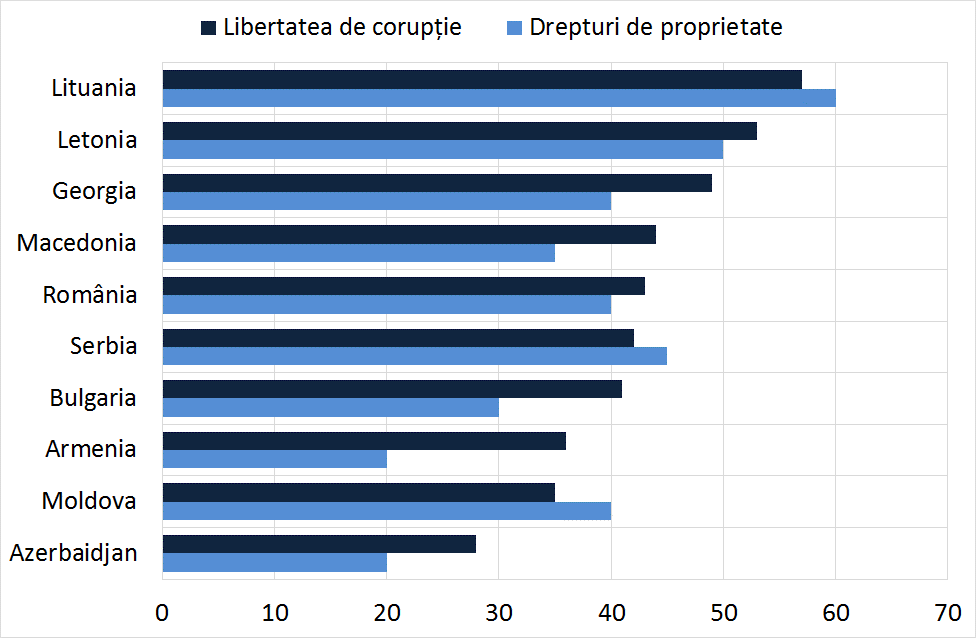 Libertatea de corupție Drepturi de proprietate
Lituania
Letonia
Georgia
Macedonia
România
Serbia
Bulgaria
Armenia
Moldova
Azerbaidjan
0 10 20 30 40 50 60 70